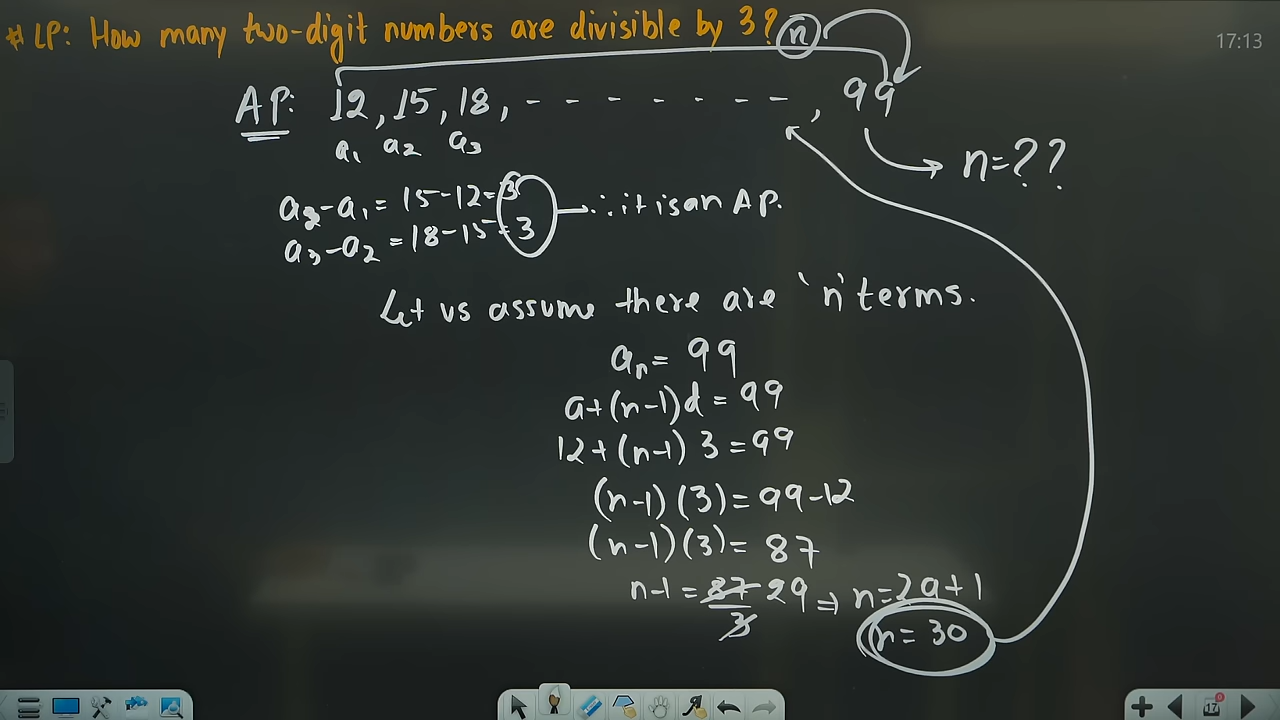 # LP: How many two-digit numbers are divisible by 3? n
17:13
AP: 12, 15, 18, - - - - - - - -, 99
a₁ a₂ a₃
n=??
a₂-a₁= 15-12=3
∴ it is an AP.
a₃-a₂ =18-15=3
Let us assume there are 'n' terms.
aₙ= 99
a+(n-1)d= 99
12+(n-1) 3=99
(n-1) (3)= 99-12
(n-1)(3)= 87
n-1= 87/3 29 ⇒ n=29+1
n= 30
17